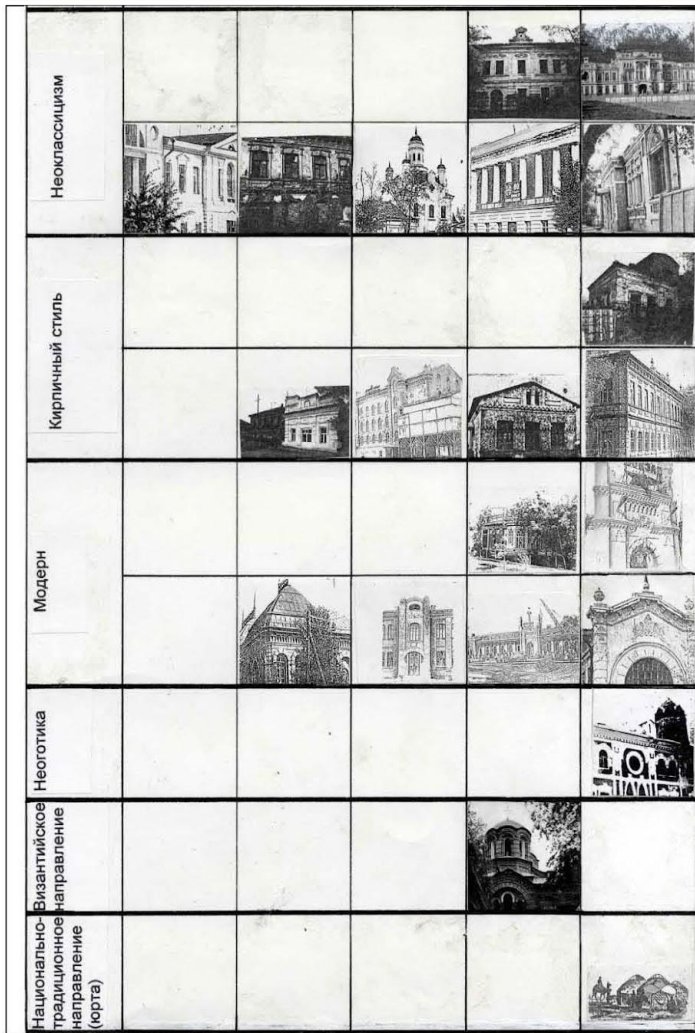 Неоклассицизм
Кирпичный стиль
Модерн
Неоготика
Византийское
направление
Национально-
традиционное
направление
(юрта)